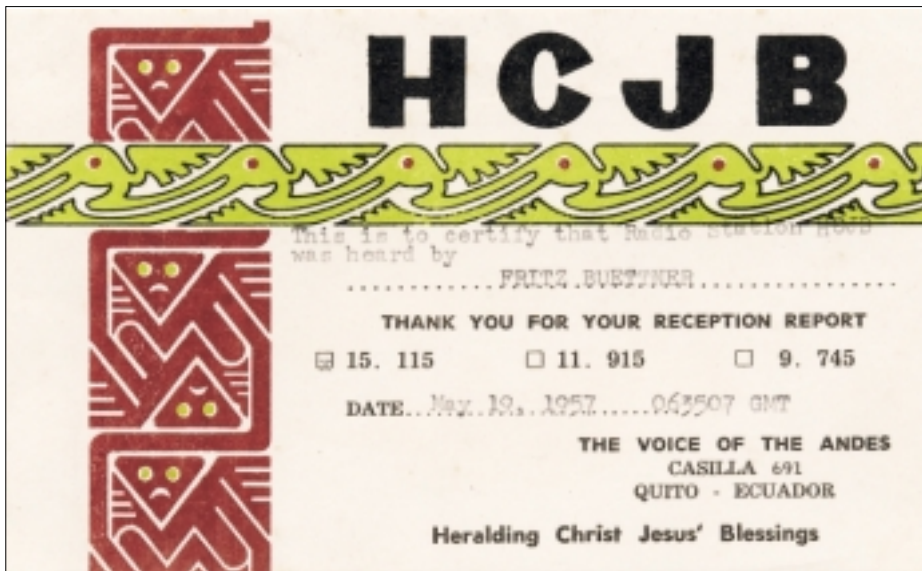 HCJB
This is to certify that Radio Station HCJB
was heard by
FRITZ BUETTNER
THANK YOU FOR YOUR RECEPTION REPORT
15. 115 11. 915 9. 745
DATE May 19, 1957 063507 GMT
THE VOICE OF THE ANDES
CASILLA 691
QUITO - ECUADOR
Heralding Christ Jesus' Blessings